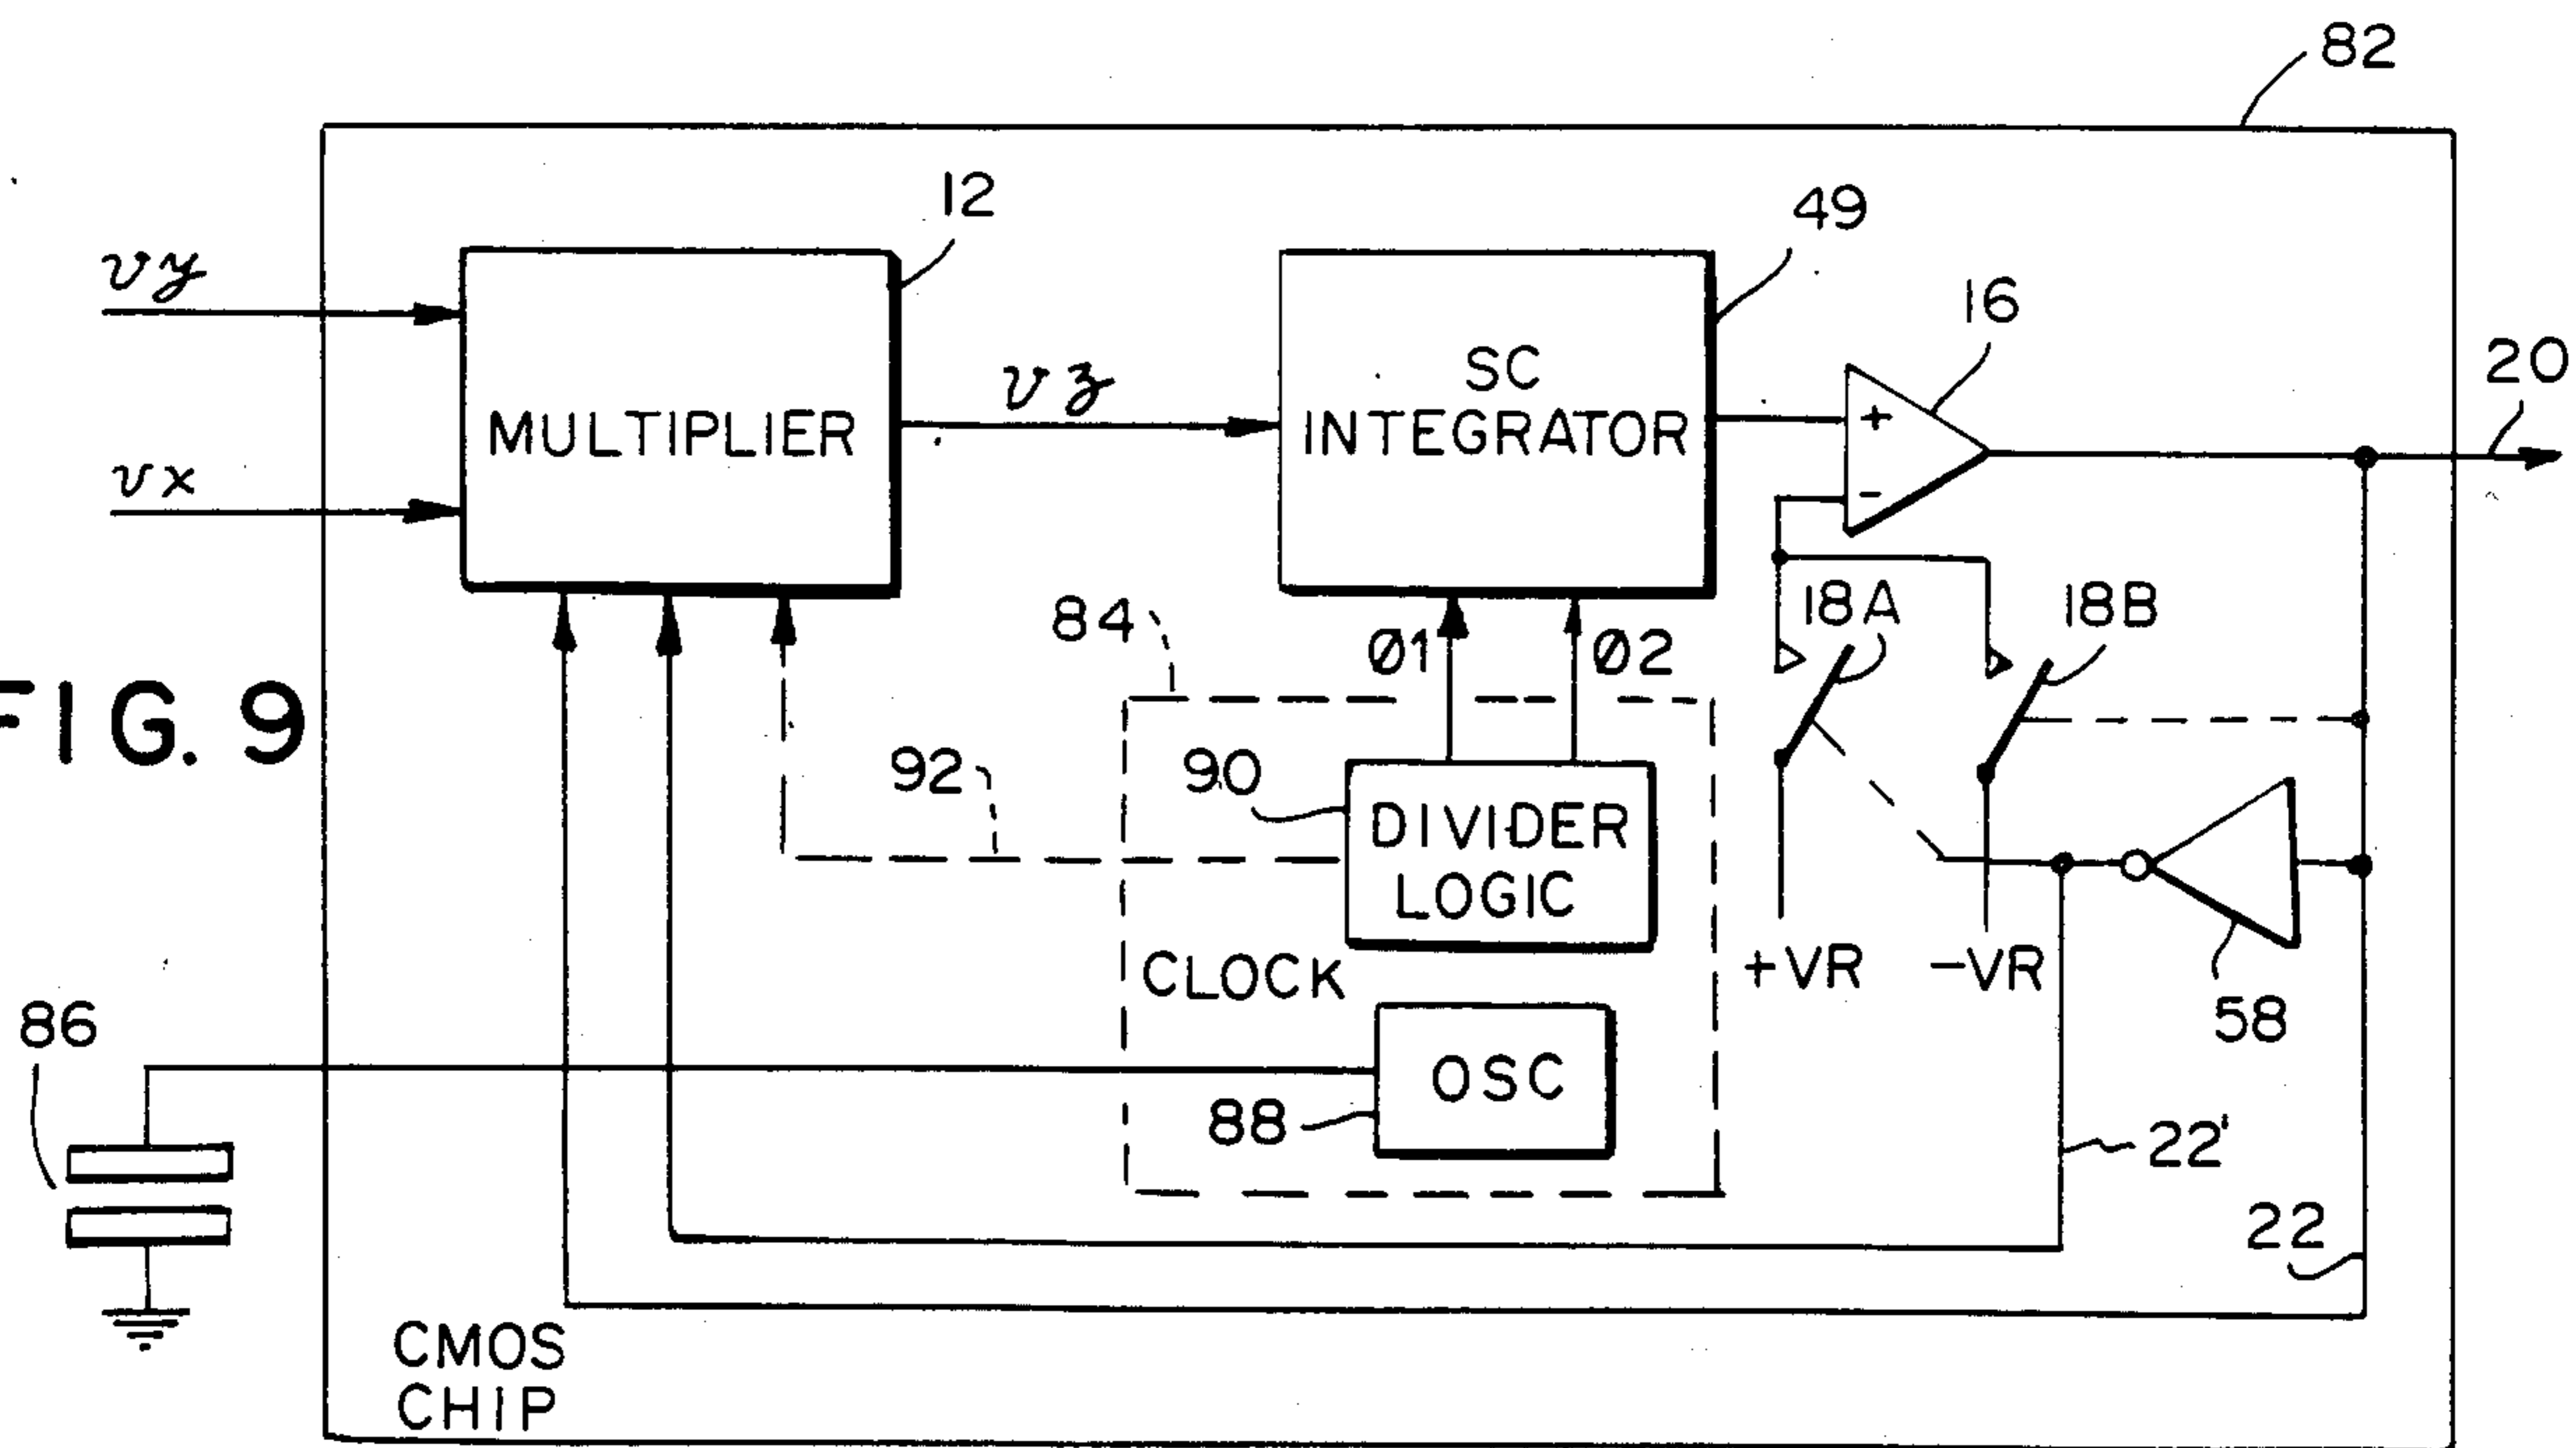 82
12
49
vy
16
20
vz
SC
INTEGRATOR
+
MULTIPLIER
vx
-
84
18A
18B
Ø1
Ø2
FIG. 9
92
90
DIVIDER
LOGIC
CLOCK
+VR
-VR
58
86
OSC
88
22'
22
CMOS
CHIP